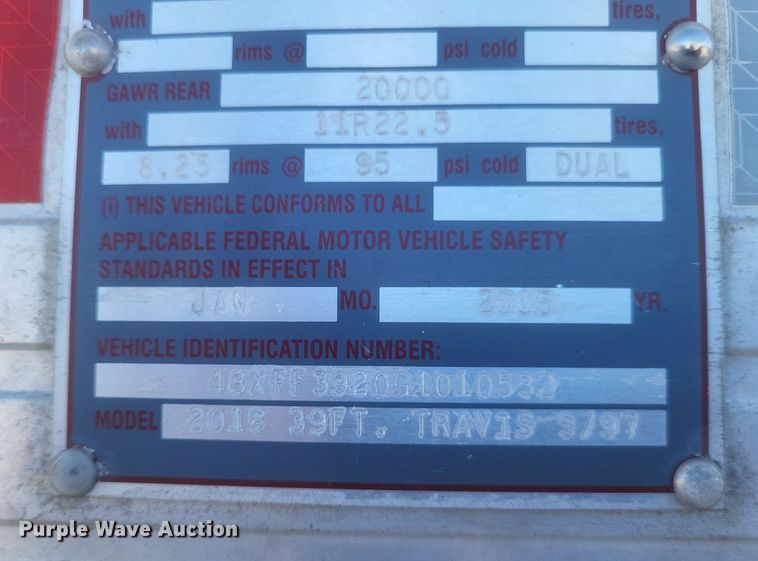 with tires,
rims @ psi cold
GAWR REAR 20000
with 11R22.5 tires,
8.25 rims @ 95 psi cold DUAL
(i) THIS VEHICLE CONFORMS TO ALL
APPLICABLE FEDERAL MOTOR VEHICLE SAFETY
STANDARDS IN EFFECT IN
JAN MO. 2015 YR.
VEHICLE IDENTIFICATION NUMBER:
48XFF3920G1010532
MODEL 2016 39FT. TRAVIS S/97
Purple Wave Auction